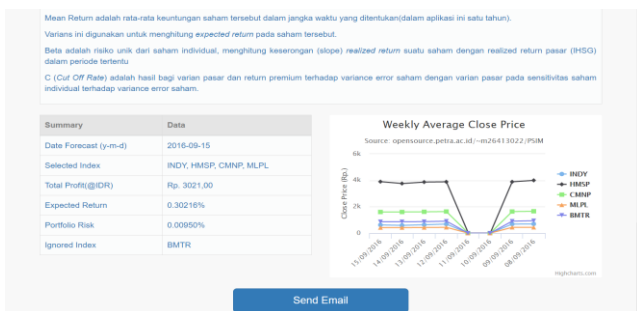 Mean Return adalah rata-rata keuntungan saham tersebut dalam jangka waktu yang ditentukan(dalam aplikasi ini satu tahun).
Varians ini digunakan untuk menghitung expected return pada saham tersebut.
Beta adalah risiko unik dari saham individual, menghitung keserongan (slope) realized return suatu saham dengan realized return pasar (IHSG)
dalam periode tertentu
C (Cut Off Rate) adalah hasil bagi varian pasar dan return premium terhadap variance error saham dengan varian pasar pada sensitivitas saham
individual terhadap variance error saham.
Summary Data
Date Forecast (y-m-d) 2016-09-15
Selected Index INDY, HMSP, CMNP, MLPL
Total Profit(@IDR) Rp. 3021,00
Expected Return 0.30216%
Portfolio Risk 0.00950%
Ignored Index BMTR
Weekly Average Close Price
Source: opensource.petra.ac.id/~m26413022/PSIM
Close Price (Rp.)
6k
4k
2k
0
15/09/2016
14/09/2016
13/09/2016
12/09/2016
11/09/2016
10/09/2016
09/09/2016
08/09/2016
INDY
HMSP
CMNP
MLPL
BMTR
Highcharts.com
Send Email